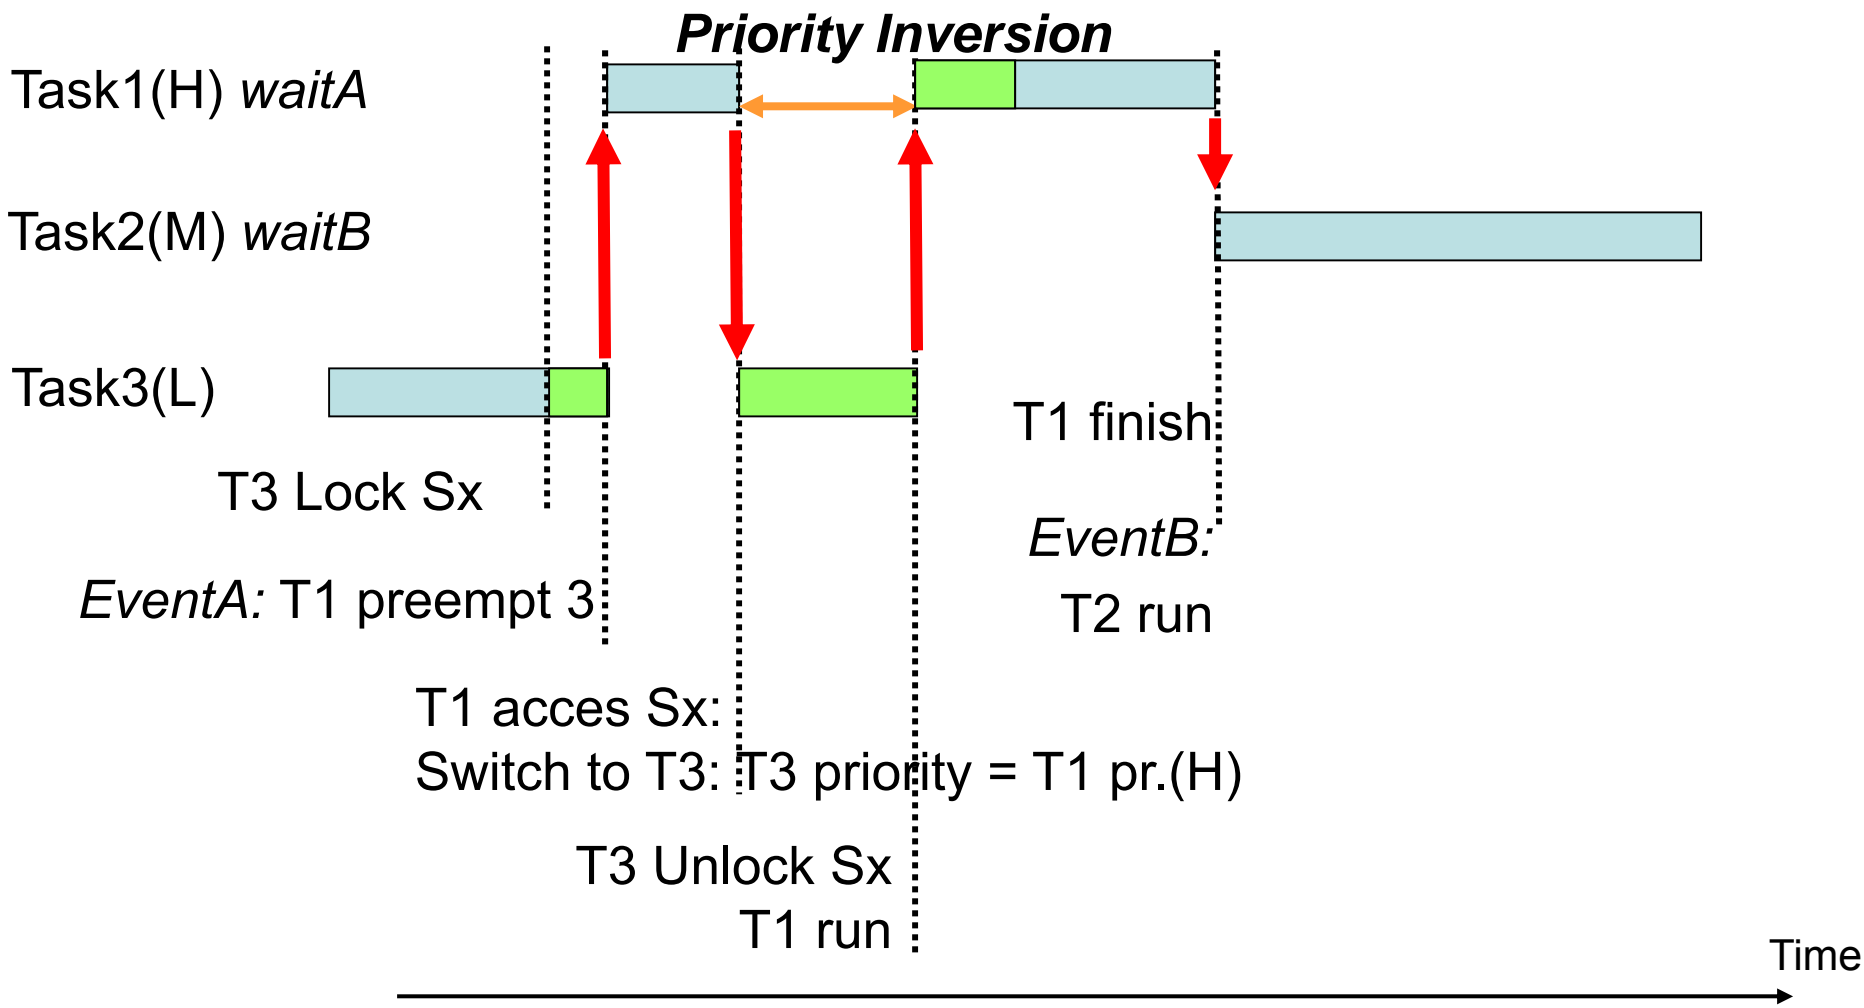 Priority Inversion
Task1(H) waitA
Task2(M) waitB
Task3(L)
T1 finish
T3 Lock Sx
EventB:
EventA: T1 preempt 3
T2 run
T1 acces Sx:
Switch to T3: T3 priority = T1 pr.(H)
T3 Unlock Sx
T1 run
Time